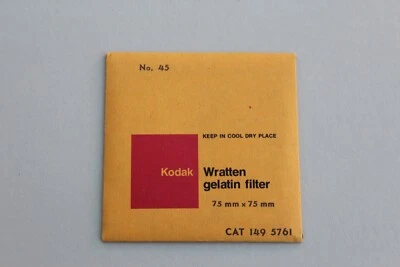 No. 45
KEEP IN COOL DRY PLACE
Kodak
Wratten
gelatin filter
75 mm x 75 mm
CAT 149 5761